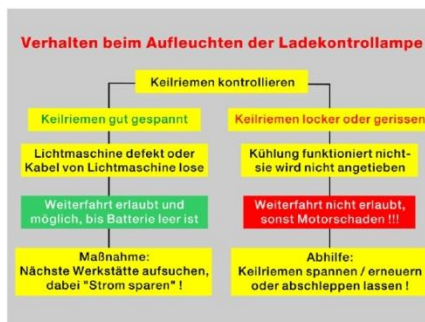 Verhalten beim Aufleuchten der Ladekontrollampe
Keilriemen kontrollieren
Keilriemen gut gespannt
Keilriemen locker oder gerissen
Lichtmaschine defekt oder
Kabel von Lichtmaschine lose
Kühlung funktioniert nicht-
sie wird nicht angetieben
Weiterfahrt erlaubt und
möglich, bis Batterie leer ist
Weiterfahrt nicht erlaubt,
sonst Motorschaden !!!
Maßnahme:
Nächste Werkstätte aufsuchen,
dabei "Strom sparen" !
Abhilfe:
Keilriemen spannen / erneuern
oder abschleppen lassen !